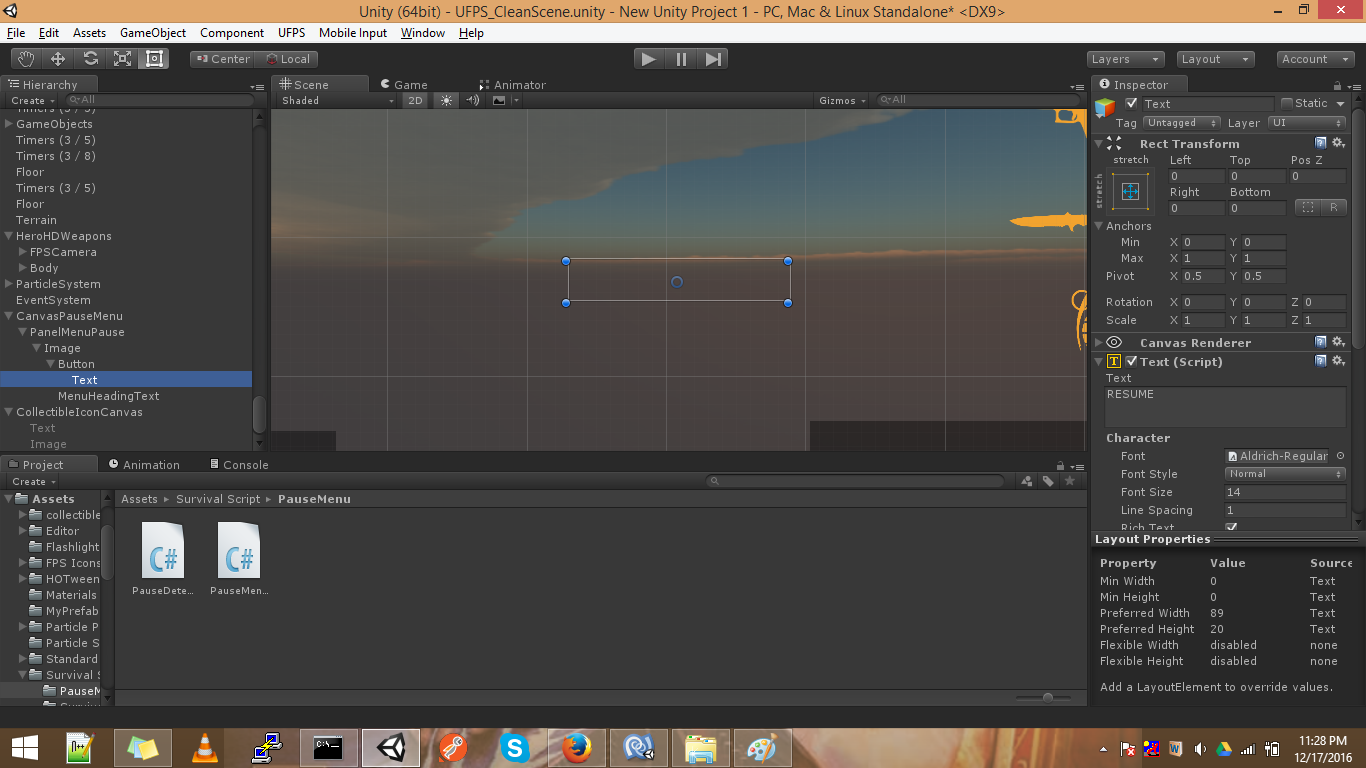 Unity (64bit) - UFPS_CleanScene.unity - New Unity Project 1 - PC, Mac & Linux Standalone* <DX9>
File Edit Assets GameObject Component UFPS Mobile Input Window Help
Center Local Layers Layout Account
Hierarchy
Create All
Timers (3 / 5)
GameObjects
Timers (3 / 5)
Timers (3 / 8)
Floor
Timers (3 / 5)
Floor
Terrain
HeroHDWeapons
FPSCamera
Body
ParticleSystem
EventSystem
CanvasPauseMenu
PanelMenuPause
Image
Button
Text
MenuHeadingText
CollectibleIconCanvas
Text
Image
Scene Game Animator
Shaded 2D Gizmos All
Inspector
Text Static
Tag Untagged Layer UI
Rect Transform
stretch Left Top Pos Z
stretch
0 0 0
Right Bottom
0 0 R
Anchors
Min X 0 Y 0
Max X 1 Y 1
Pivot X 0.5 Y 0.5
Rotation X 0 Y 0 Z 0
Scale X 1 Y 1 Z 1
Canvas Renderer
T Text (Script)
Text
RESUME
Character
Font Aldrich-Regular
Font Style Normal
Font Size 14
Line Spacing 1
Rich Text
Layout Properties
Property Value Source
Min Width 0 Text
Min Height 0 Text
Preferred Width 89 Text
Preferred Height 20 Text
Flexible Width disabled none
Flexible Height disabled none
Add a LayoutElement to override values.
Project Animation Console
Create
Assets
collectible
Editor
Flashlight
FPS Icons
HOTween
Materials
MyPrefab
Particle P
Particle S
Standard
Survival S
PauseM
Assets Survival Script PauseMenu
C# C#
PauseDete... PauseMen...
11:28 PM
12/17/2016